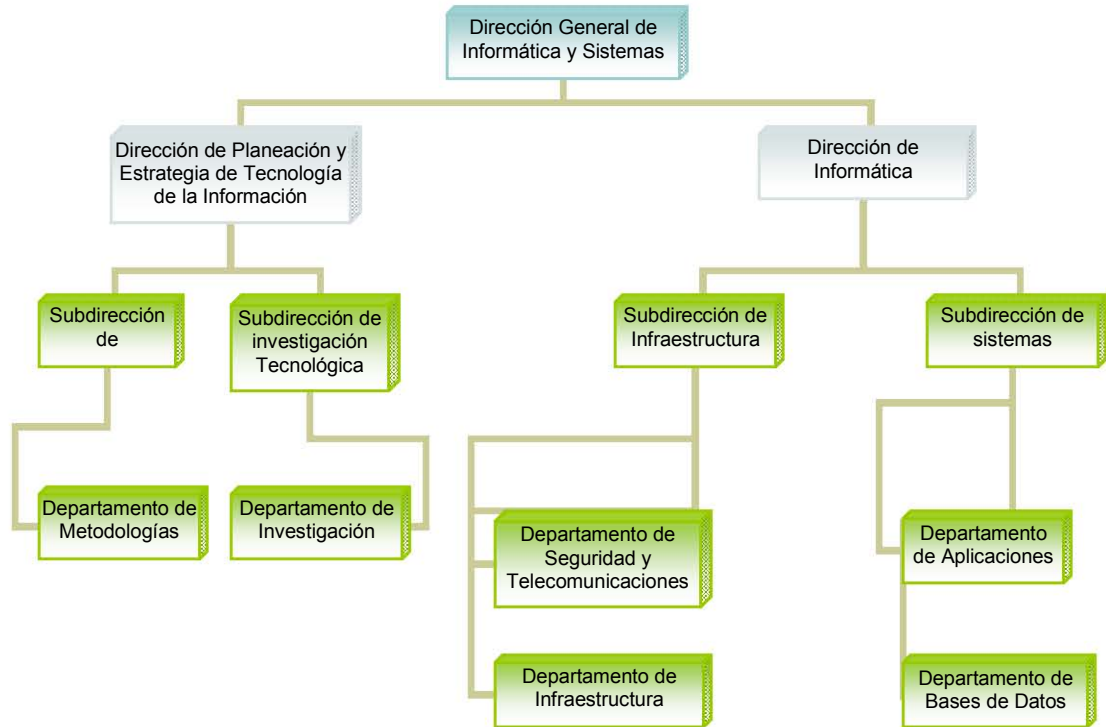 Dirección General de
Informática y Sistemas
Dirección de Planeación y
Estrategia de Tecnología
de la Información
Dirección de
Informática
Subdirección
de
Subdirección de
investigación
Tecnológica
Subdirección de
Infraestructura
Subdirección de
sistemas
Departamento de
Metodologías
Departamento de
Investigación
Departamento de
Seguridad y
Telecomunicaciones
Departamento
de Aplicaciones
Departamento de
Infraestructura
Departamento de
Bases de Datos